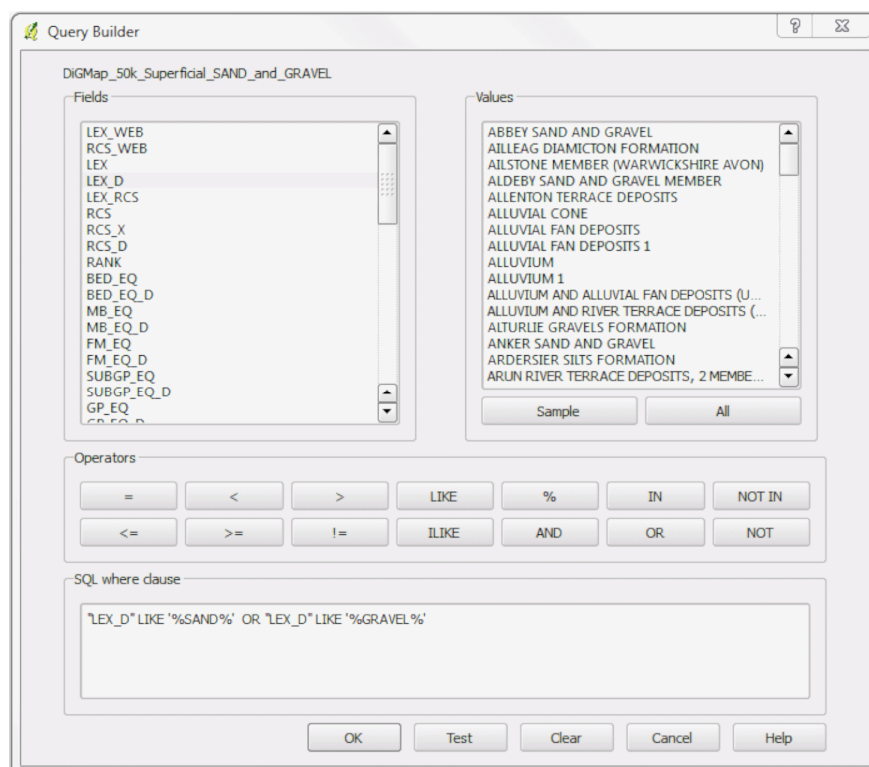 Query Builder
DiGMap_50k_Superficial_SAND_and_GRAVEL
Fields
LEX_WEB
RCS_WEB
LEX
LEX_D
LEX_RCS
RCS
RCS_X
RCS_D
RANK
BED_EQ
BED_EQ_D
MB_EQ
MB_EQ_D
FM_EQ
FM_EQ_D
SUBGP_EQ
SUBGP_EQ_D
GP_EQ
GP_EQ_D
Values
ABBEY SAND AND GRAVEL
AILLEAG DIAMICTON FORMATION
AILSTONE MEMBER (WARWICKSHIRE AVON)
ALDEBY SAND AND GRAVEL MEMBER
ALLENTON TERRACE DEPOSITS
ALLUVIAL CONE
ALLUVIAL FAN DEPOSITS
ALLUVIAL FAN DEPOSITS 1
ALLUVIUM
ALLUVIUM 1
ALLUVIUM AND ALLUVIAL FAN DEPOSITS (U...
ALLUVIUM AND RIVER TERRACE DEPOSITS (...
ALTURLIE GRAVELS FORMATION
ANKER SAND AND GRAVEL
ARDERSIER SILTS FORMATION
ARUN RIVER TERRACE DEPOSITS, 2 MEMBE...
Sample All
Operators
= < > LIKE % IN NOT IN
<= >= != ILIKE AND OR NOT
SQL where clause
"LEX_D" LIKE '%SAND%' OR "LEX_D" LIKE '%GRAVEL%'
OK Test Clear Cancel Help